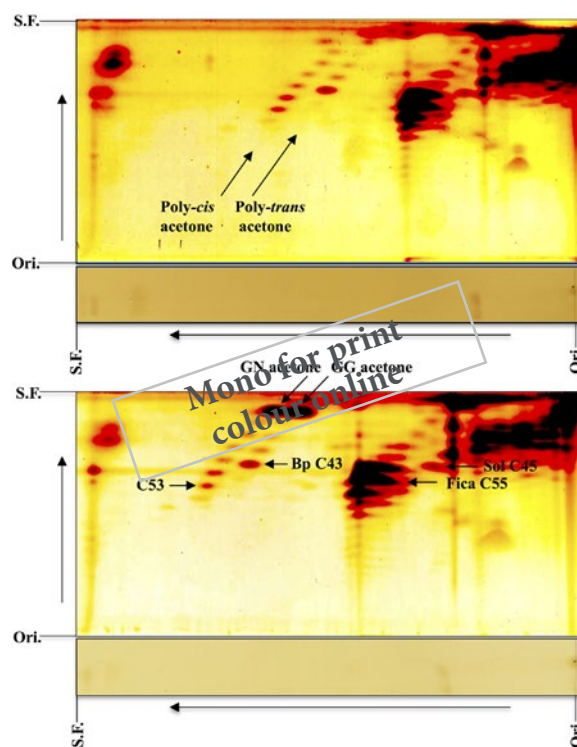 S.F.
Poly-cis
acetone
Poly-trans
acetone
Ori.
S.F.
Ori.
Mono for print
colour online
GN acetone
GG acetone
S.F.
Bp C43
Sol C45
C53
Fica C55
Ori.
S.F.
Ori.